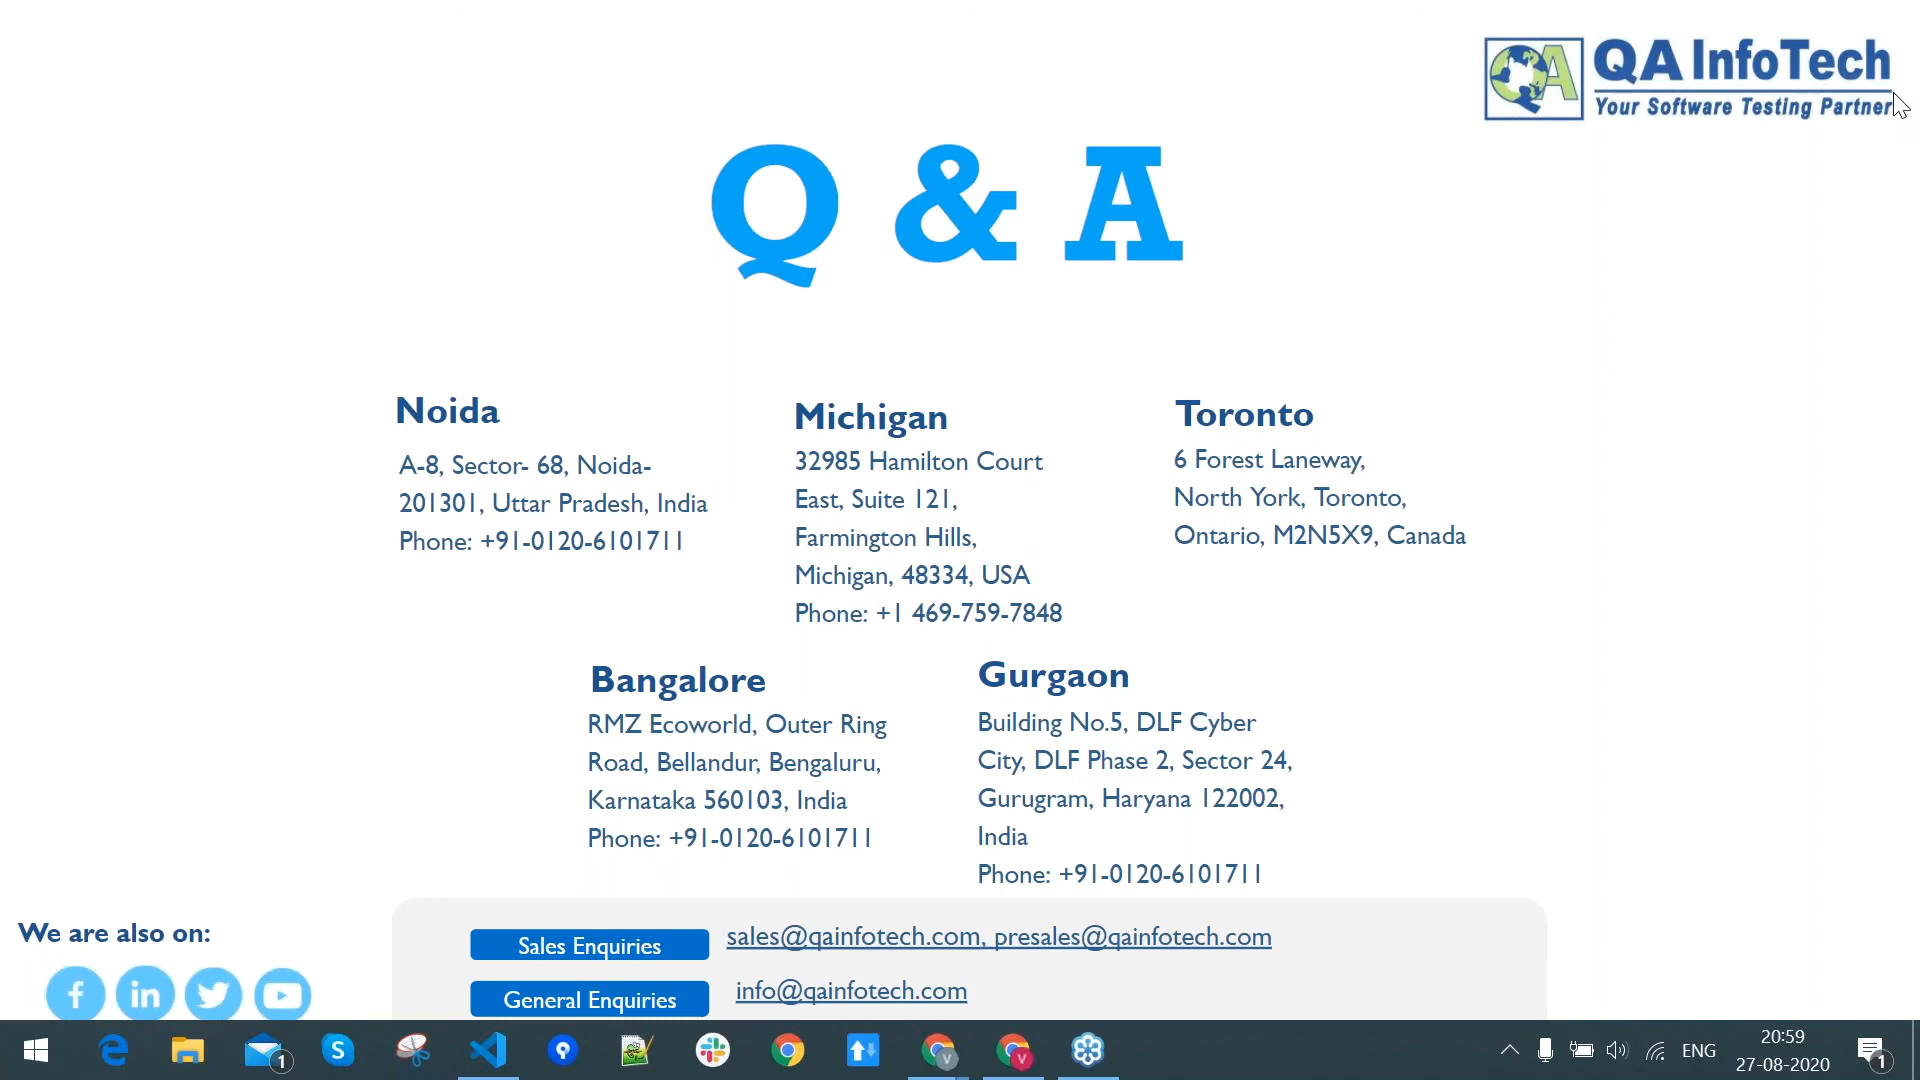 QA InfoTech
Your Software Testing Partner
Q & A
Noida
A-8, Sector- 68, Noida-
201301, Uttar Pradesh, India
Phone: +91-0120-6101711
Michigan
32985 Hamilton Court
East, Suite 121,
Farmington Hills,
Michigan, 48334, USA
Phone: +1 469-759-7848
Toronto
6 Forest Laneway,
North York, Toronto,
Ontario, M2N5X9, Canada
Bangalore
RMZ Ecoworld, Outer Ring
Road, Bellandur, Bengaluru,
Karnataka 560103, India
Phone: +91-0120-6101711
Gurgaon
Building No.5, DLF Cyber
City, DLF Phase 2, Sector 24,
Gurugram, Haryana 122002,
India
Phone: +91-0120-6101711
We are also on:
Sales Enquiries
sales@qainfotech.com, presales@qainfotech.com
General Enquiries
info@qainfotech.com
1
ENG
20:59
27-08-2020
1